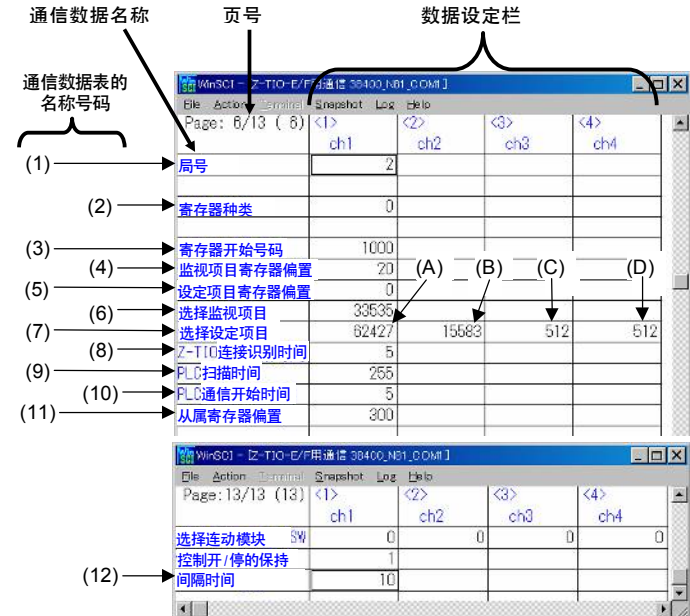 通信数据名称 页号 数据设定栏
通信数据表的
名称号码
WinSCI - [Z-TIO-E/F用通信 38400_N81_COM1]
File Action Terminal Snapshot Log Help
Page: 6/13 ( 6) <1> <2> <3> <4>
ch1 ch2 ch3 ch4
(1) 局号 2
(2) 寄存器种类 0
(3) 寄存器开始号码 1000
(4) 监视项目寄存器偏置 20 (A) (B) (C) (D)
(5) 设定项目寄存器偏置 0
(6) 选择监视项目 33535
(7) 选择设定项目 62427 15583 512 512
(8) Z-TIO连接识别时间 5
(9) PLC扫描时间 255
(10) PLC通信开始时间 5
(11) 从属寄存器偏置 300
WinSCI - [Z-TIO-E/F用通信 38400_N81_COM1]
File Action Terminal Snapshot Log Help
Page:13/13 (13) <1> <2> <3> <4>
ch1 ch2 ch3 ch4
选择连动模块 SW 0 0 0 0
控制开/停的保持 1
(12) 间隔时间 10